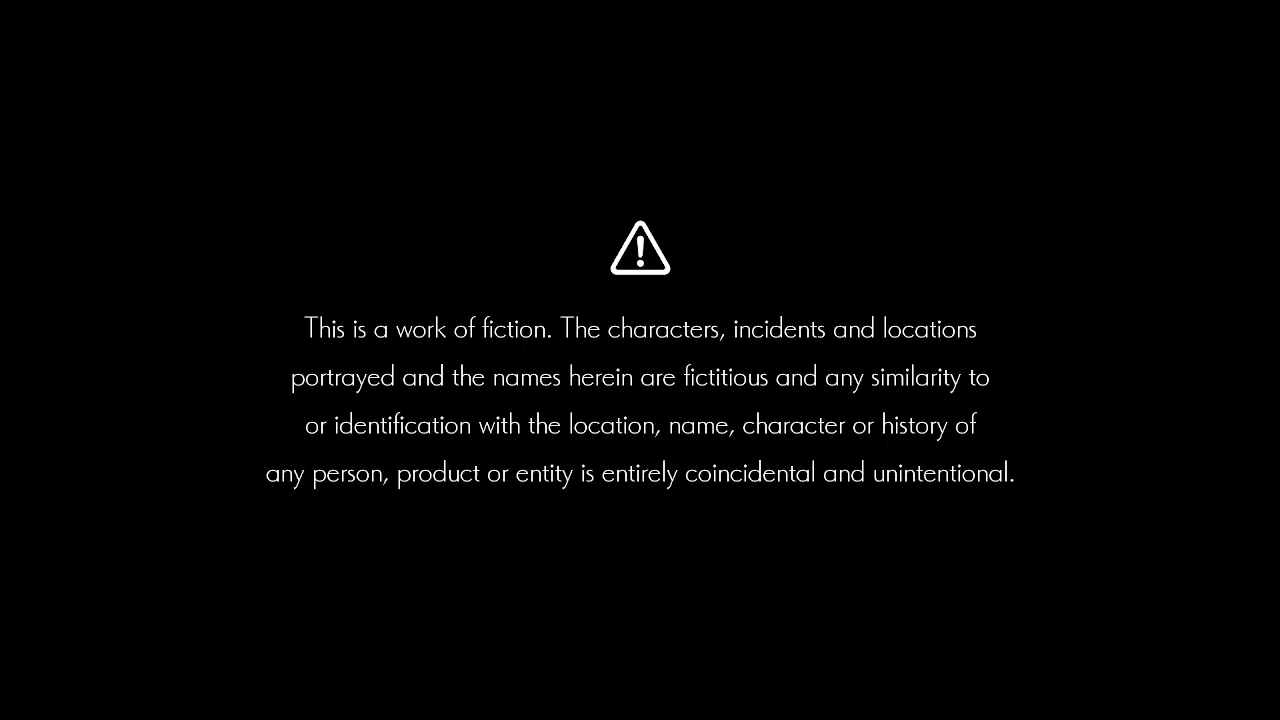 This is a work of fiction. The characters, incidents and locations
portrayed and the names herein are fictitious and any similarity to
or identification with the location, name, character or history of
any person, product or entity is entirely coincidental and unintentional.